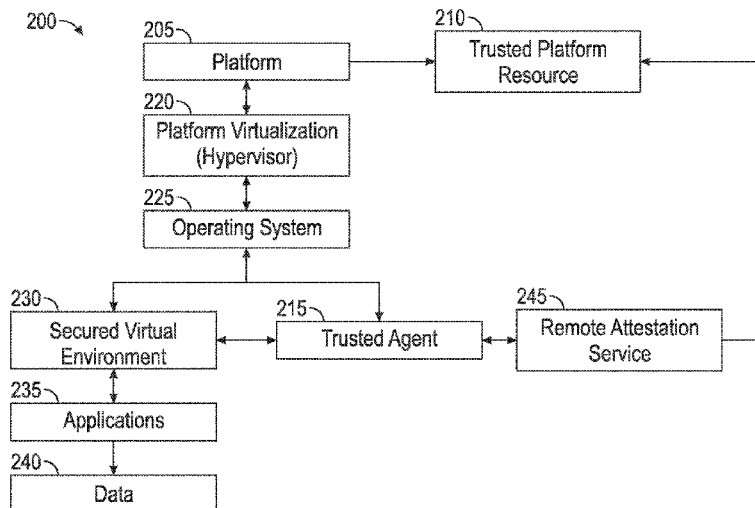 200
205
Platform
210
Trusted Platform
Resource
220
Platform Virtualization
(Hypervisor)
225
Operating System
230
Secured Virtual
Environment
215
Trusted Agent
245
Remote Attestation
Service
235
Applications
240
Data